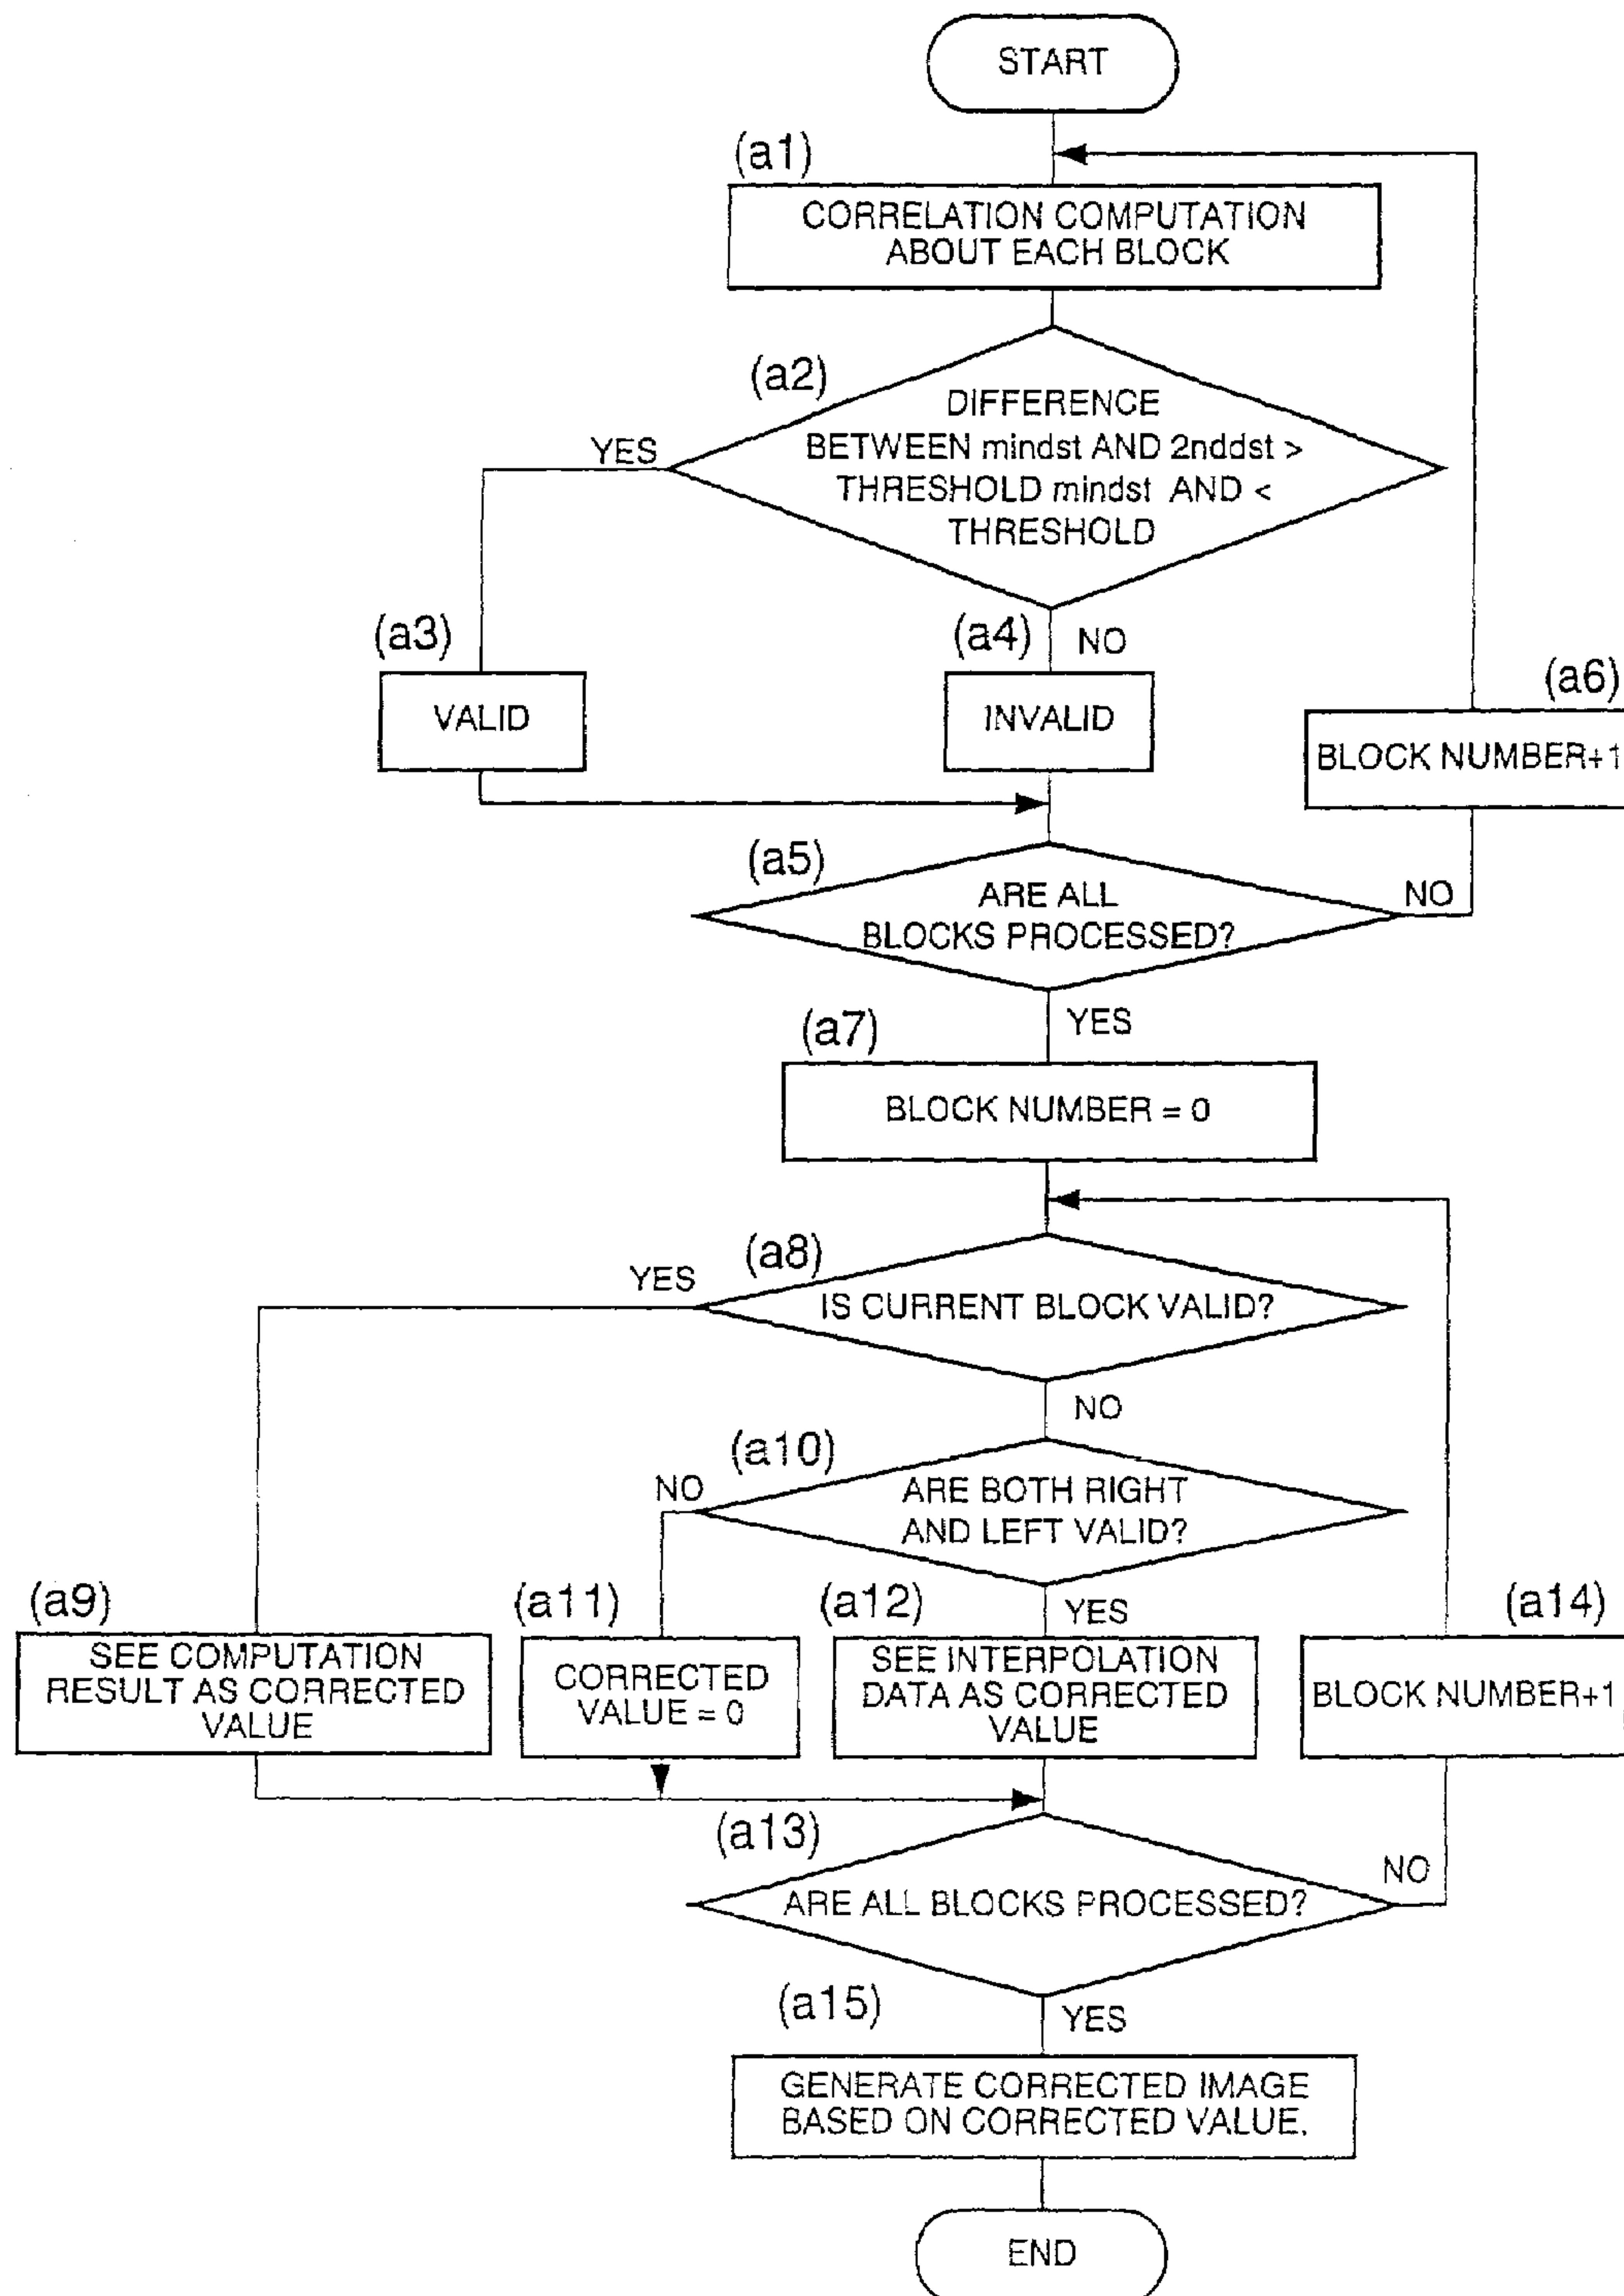 START
(a1)
CORRELATION COMPUTATION
ABOUT EACH BLOCK
(a2)
DIFFERENCE
BETWEEN mindst AND 2nddst >
THRESHOLD mindst AND <
THRESHOLD
YES
(a3)
(a4)
NO
(a6)
VALID
INVALID
BLOCK NUMBER+1
(a5)
ARE ALL
BLOCKS PROCESSED?
NO
YES
(a7)
BLOCK NUMBER = 0
(a8)
YES
IS CURRENT BLOCK VALID?
NO
(a10)
NO
ARE BOTH RIGHT
AND LEFT VALID?
(a9)
(a11)
(a12)
YES
(a14)
SEE COMPUTATION
RESULT AS CORRECTED
VALUE
CORRECTED
VALUE = 0
SEE INTERPOLATION
DATA AS CORRECTED
VALUE
BLOCK NUMBER+1
(a13)
NO
ARE ALL BLOCKS PROCESSED?
(a15)
YES
GENERATE CORRECTED IMAGE
BASED ON CORRECTED VALUE.
END